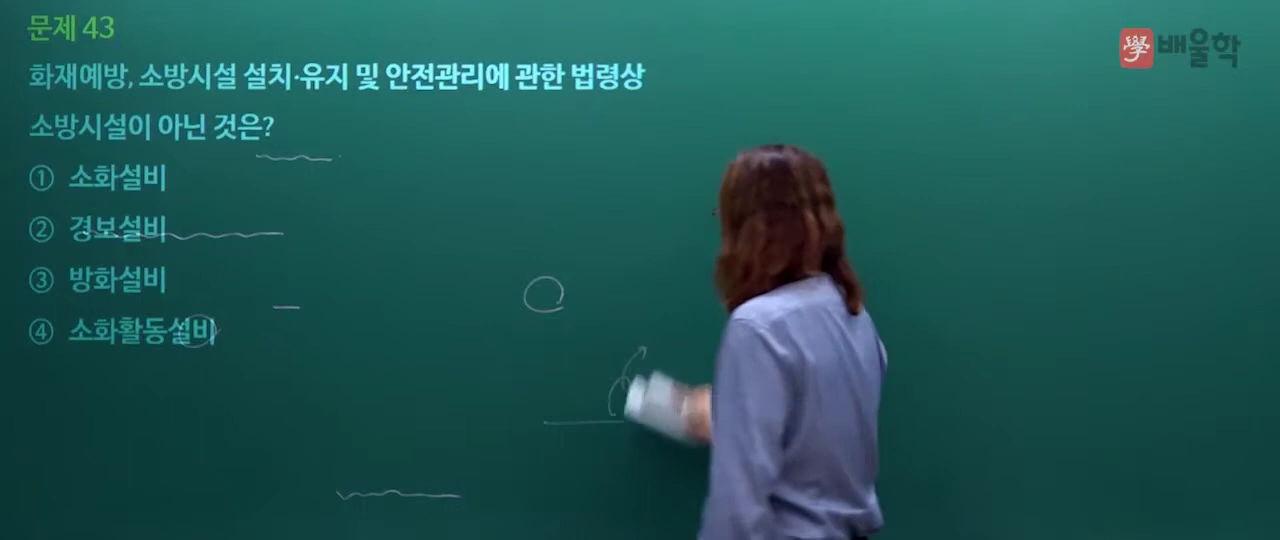 문제 43
學 배울학
화재예방, 소방시설 설치·유지 및 안전관리에 관한 법령상
소방시설이 아닌 것은?
① 소화설비
② 경보설비
③ 방화설비
④ 소화활동설비